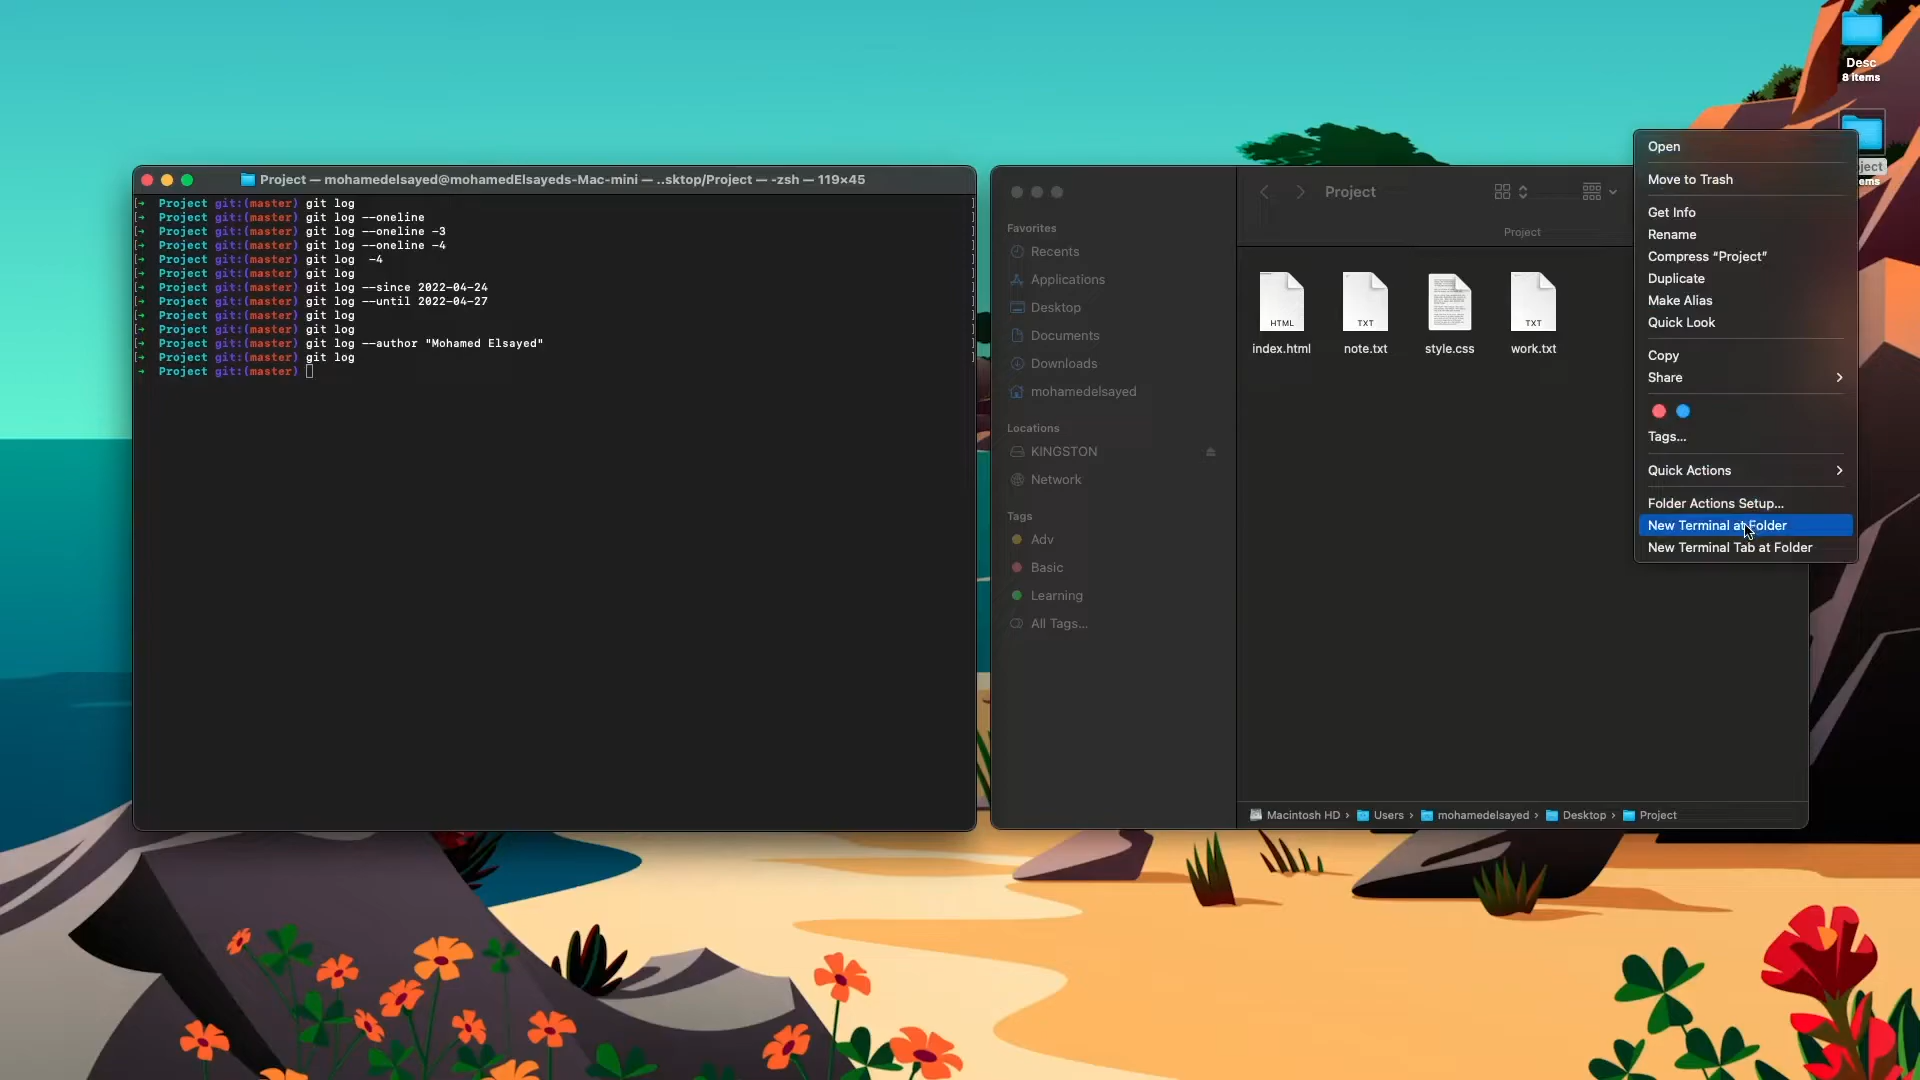 Project — mohamedelsayed@mohamedElsayeds-Mac-mini — ..sktop/Project — -zsh — 119×45
[→ Project git:(master) git log ]
[→ Project git:(master) git log --oneline ]
[→ Project git:(master) git log --oneline -3 ]
[→ Project git:(master) git log --oneline -4 ]
[→ Project git:(master) git log  -4 ]
[→ Project git:(master) git log ]
[→ Project git:(master) git log --since 2022-04-24 ]
[→ Project git:(master) git log --until 2022-04-27 ]
[→ Project git:(master) git log ]
[→ Project git:(master) git log ]
[→ Project git:(master) git log --author "Mohamed Elsayed" ]
[→ Project git:(master) git log ]
→ Project git:(master)
Favorites
Recents
Applications
Desktop
Documents
Downloads
mohamedelsayed
Locations
KINGSTON
Network
Tags
Adv
Basic
Learning
All Tags...
Project
Project
HTML
TXT
TXT
index.html
note.txt
style.css
work.txt
Macintosh HD › Users › mohamedelsayed › Desktop › Project
Open
Move to Trash
Get Info
Rename
Compress “Project”
Duplicate
Make Alias
Quick Look
Copy
Share
Tags...
Quick Actions
Folder Actions Setup...
New Terminal at Folder
New Terminal Tab at Folder
Desc
8 items